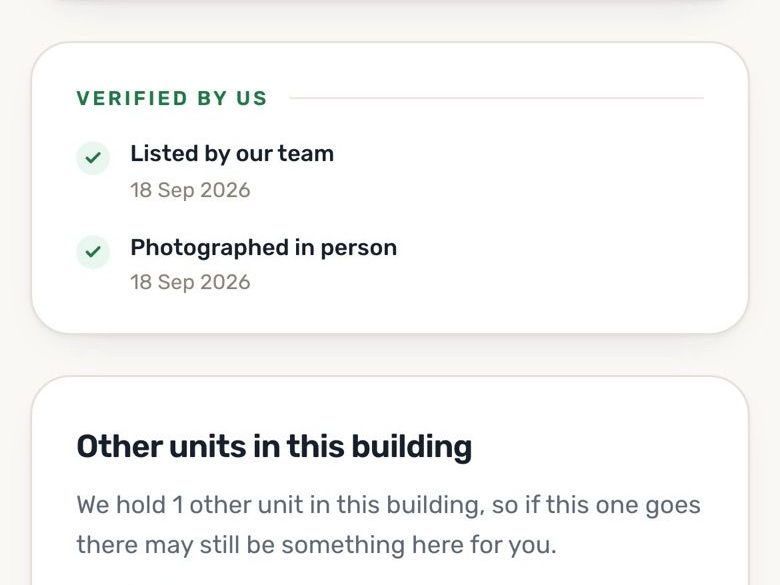 VERIFIED BY US
Listed by our team
18 Sep 2026
Photographed in person
18 Sep 2026
Other units in this building
We hold 1 other unit in this building, so if this one goes
there may still be something here for you.